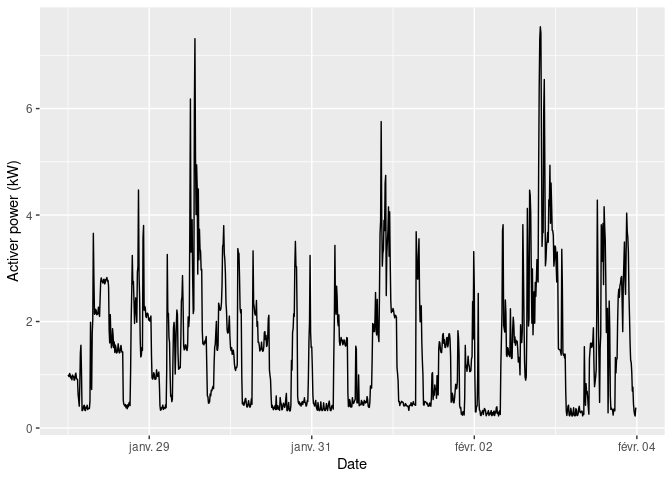 Activer power (kW)
6
4
2
0
janv. 29
janv. 31
févr. 02
févr. 04
Date